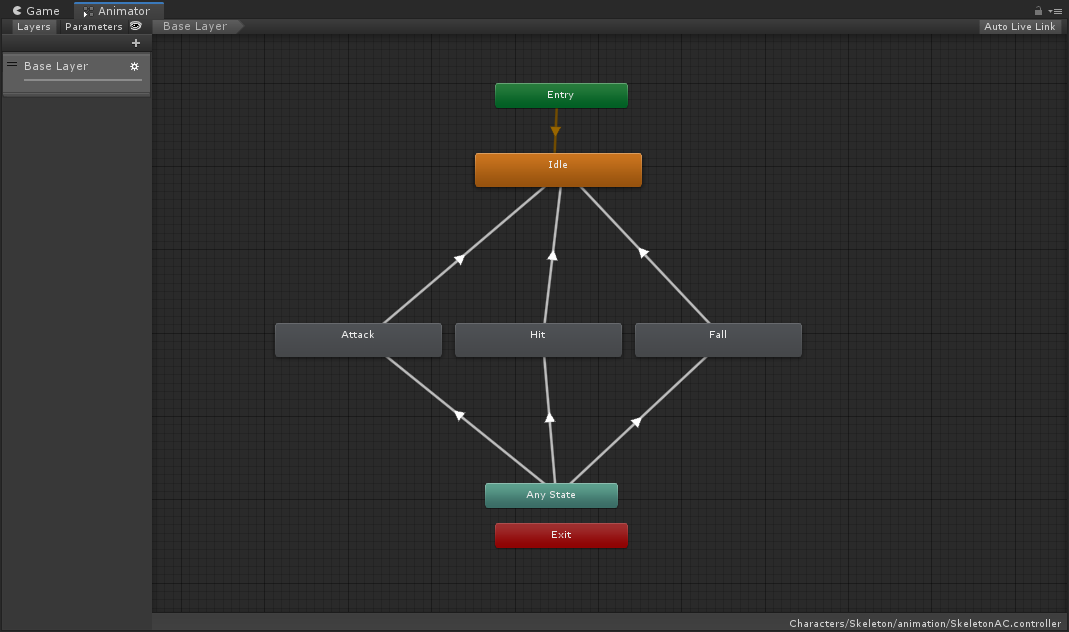 Game Animator
Layers Parameters Base Layer Auto Live Link
Base Layer
Entry
Idle
Attack Hit Fall
Any State
Exit
Characters/Skeleton/animation/SkeletonAC.controller